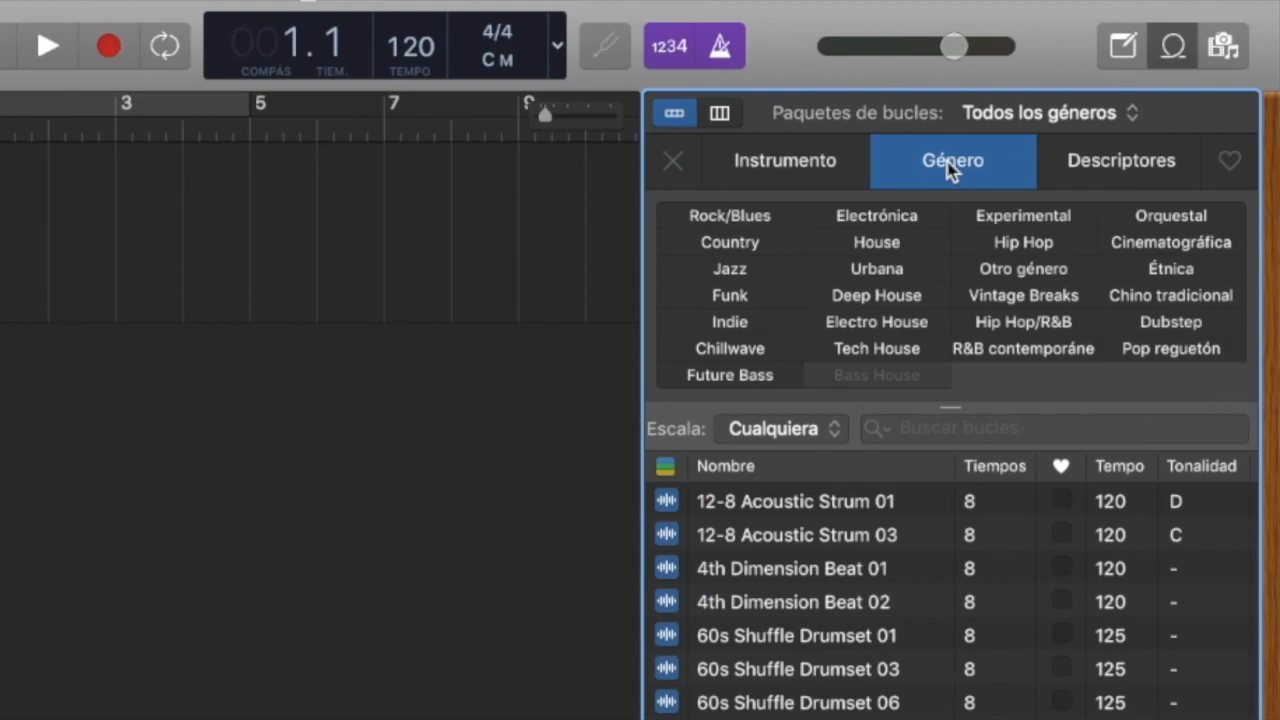 001. 1 120 4/4
C M
COMPÁS TIEM. TEMPO
1234
3 5 7 9
Paquetes de bucles: Todos los géneros
Instrumento Género Descriptores
Rock/Blues Electrónica Experimental Orquestal
Country House Hip Hop Cinematográfica
Jazz Urbana Otro género Étnica
Funk Deep House Vintage Breaks Chino tradicional
Indie Electro House Hip Hop/R&B Dubstep
Chillwave Tech House R&B contemporáne Pop reguetón
Future Bass Bass House
Escala: Cualquiera Buscar bucles
Nombre Tiempos Tempo Tonalidad
12-8 Acoustic Strum 01 8 120 D
12-8 Acoustic Strum 03 8 120 C
4th Dimension Beat 01 8 120 -
4th Dimension Beat 02 8 120 -
60s Shuffle Drumset 01 8 125 -
60s Shuffle Drumset 03 8 125 -
60s Shuffle Drumset 06 8 125 -